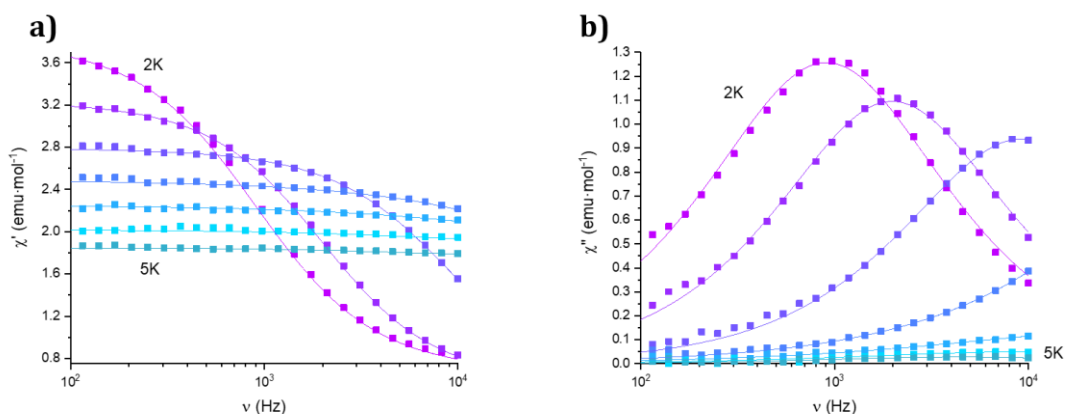 a)
3.6
3.2
2.8
2.4
2.0
1.6
1.2
0.8
χ' (emu·mol⁻¹)
2K
5K
10² 10³ 10⁴
ν (Hz)
b)
1.3
1.2
1.1
1.0
0.9
0.8
0.7
0.6
0.5
0.4
0.3
0.2
0.1
0.0
χ" (emu·mol⁻¹)
2K
5K
10² 10³ 10⁴
ν (Hz)